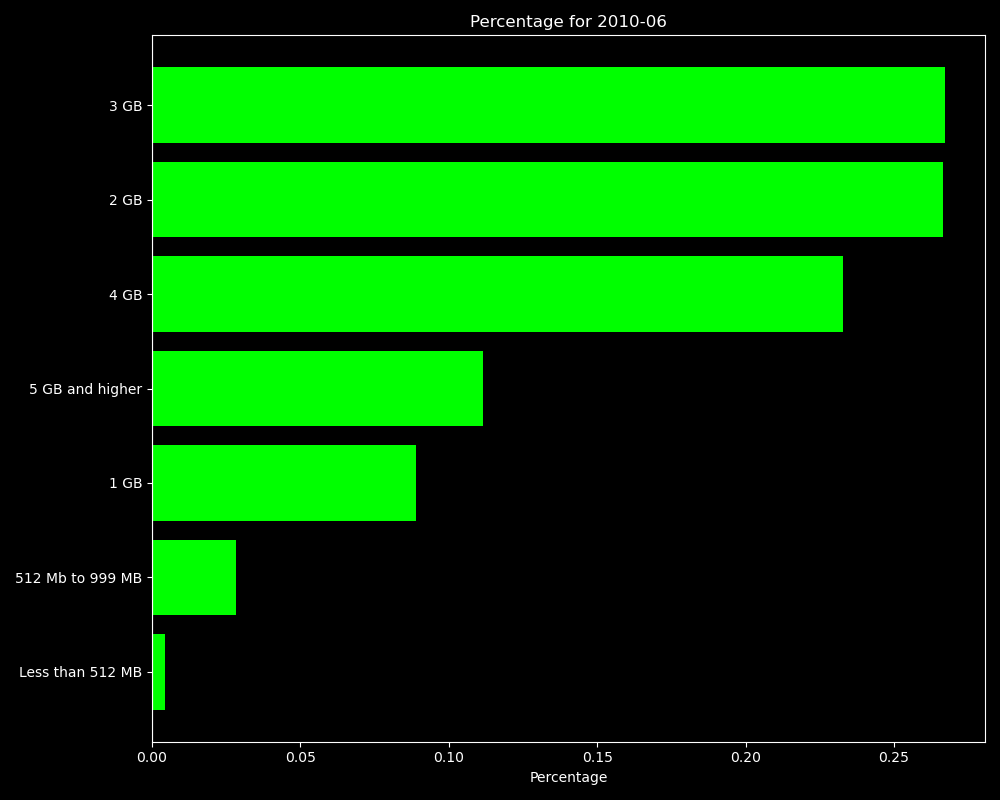 Percentage for 2010-06
3 GB
2 GB
4 GB
5 GB and higher
1 GB
512 Mb to 999 MB
Less than 512 MB
0.00 0.05 0.10 0.15 0.20 0.25
Percentage